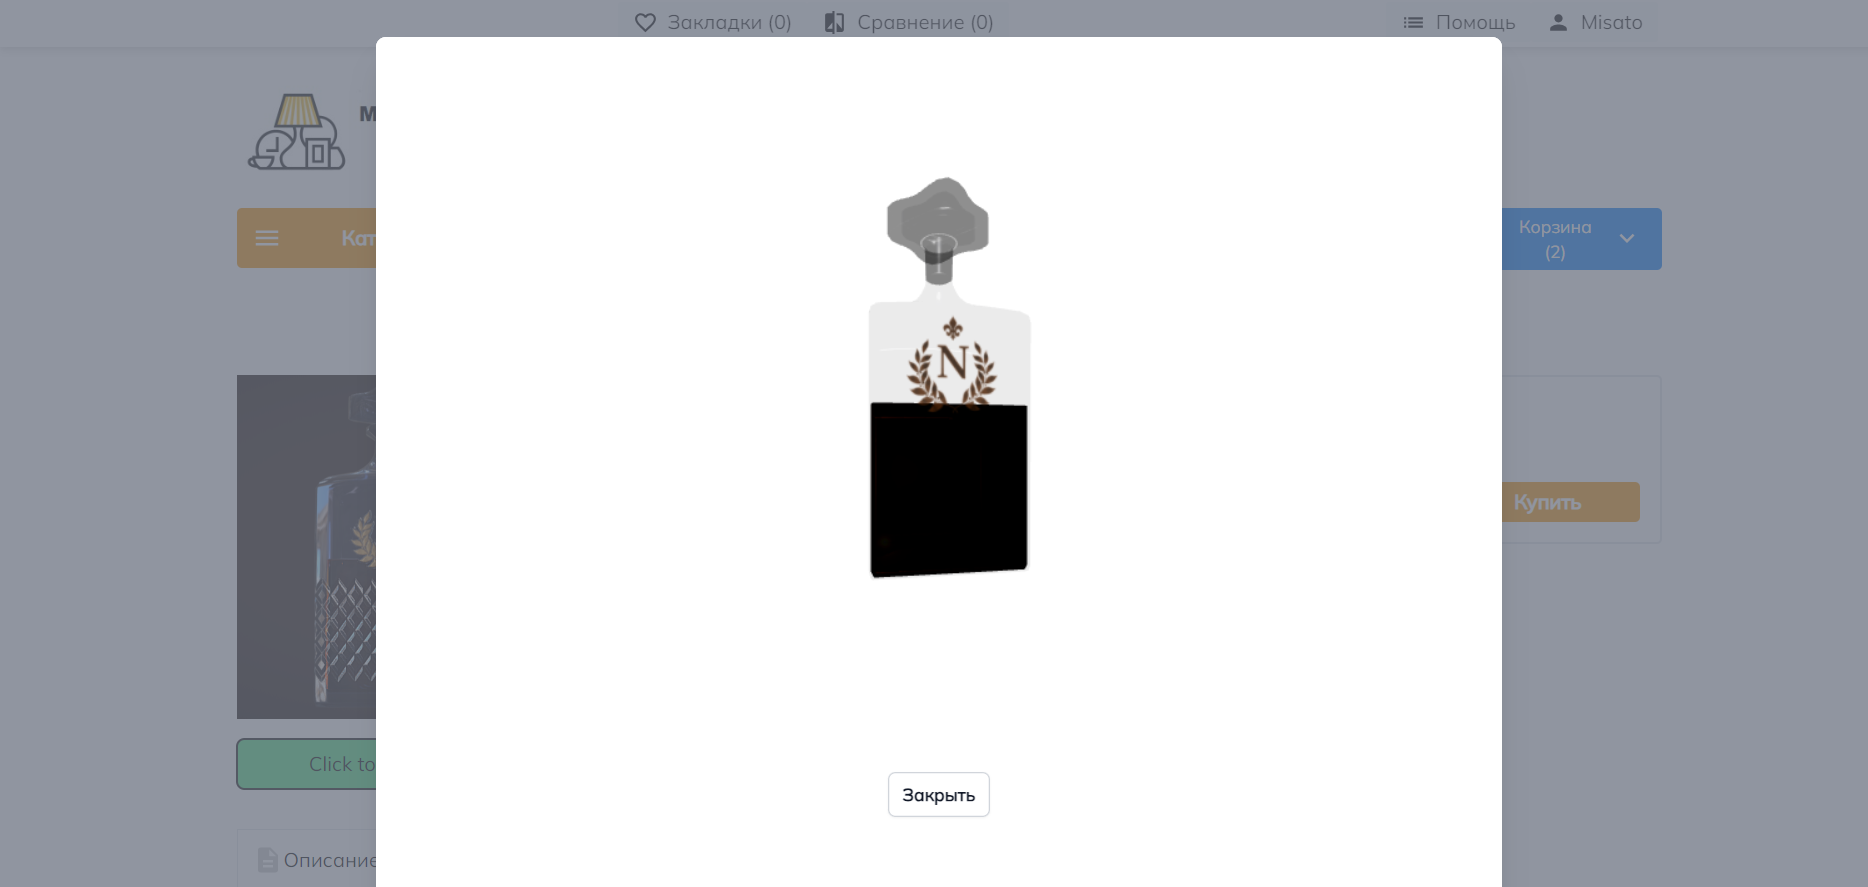 Закладки (0)
Сравнение (0)
Помощь
Misato
Корзина
(2)
N
Купить
Click to
Закрыть
Описание